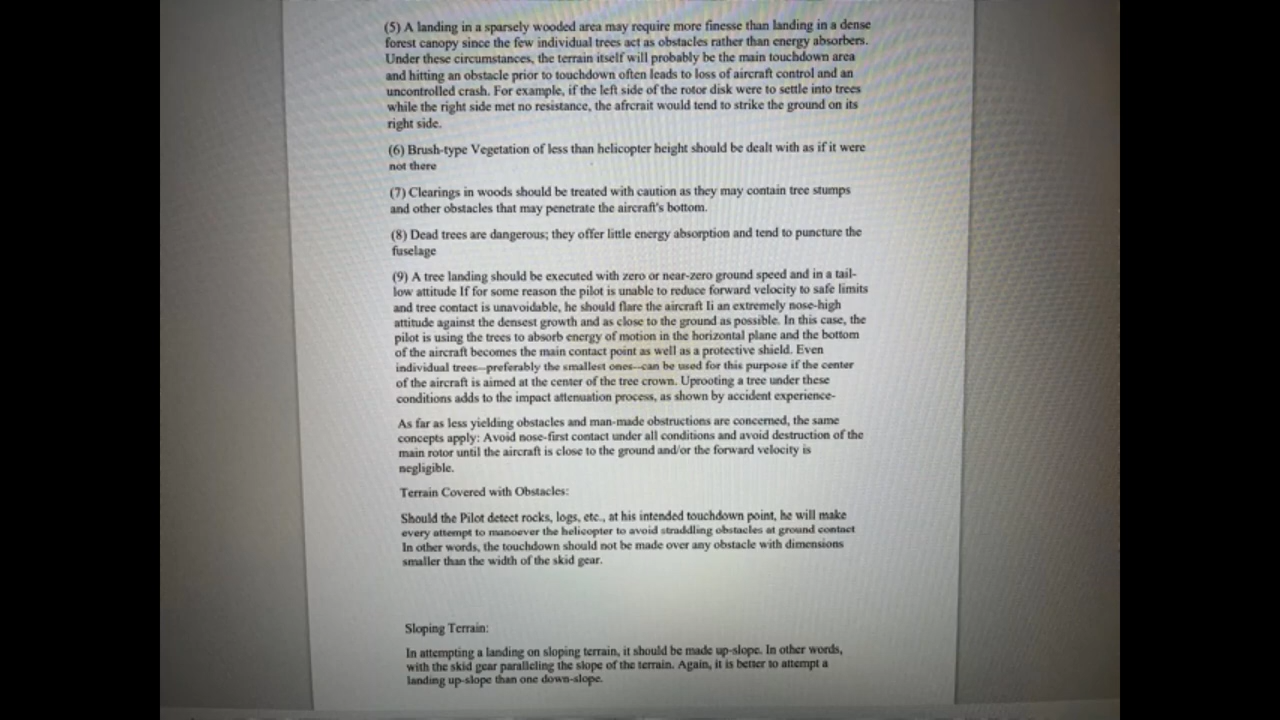 (5) A landing in a sparsely wooded area may require more finesse than landing in a dense
forest canopy since the few individual trees act as obstacles rather than energy absorbers.
Under these circumstances, the terrain itself will probably be the main touchdown area
and hitting an obstacle prior to touchdown often leads to loss of aircraft control and an
uncontrolled crash. For example, if the left side of the rotor disk were to settle into trees
while the right side met no resistance, the afrcrait would tend to strike the ground on its
right side.
(6) Brush-type Vegetation of less than helicopter height should be dealt with as if it were
not there
(7) Clearings in woods should be treated with caution as they may contain tree stumps
and other obstacles that may penetrate the aircraft's bottom.
(8) Dead trees are dangerous; they offer little energy absorption and tend to puncture the
fuselage
(9) A tree landing should be executed with zero or near-zero ground speed and in a tail-
low attitude If for some reason the pilot is unable to reduce forward velocity to safe limits
and tree contact is unavoidable, he should flare the aircraft Ii an extremely nose-high
attitude against the densest growth and as close to the ground as possible. In this case, the
pilot is using the trees to absorb energy of motion in the horizontal plane and the bottom
of the aircraft becomes the main contact point as well as a protective shield. Even
individual trees--preferably the smallest ones--can be used for this purpose if the center
of the aircraft is aimed at the center of the tree crown. Uprooting a tree under these
conditions adds to the impact attenuation process, as shown by accident experience-
As far as less yielding obstacles and man-made obstructions are concerned, the same
concepts apply: Avoid nose-first contact under all conditions and avoid destruction of the
main rotor until the aircraft is close to the ground and/or the forward velocity is
negligible.
Terrain Covered with Obstacles:
Should the Pilot detect rocks, logs, etc., at his intended touchdown point, he will make
every attempt to manoever the helicopter to avoid straddling obstacles at ground contact
In other words, the touchdown should not be made over any obstacle with dimensions
smaller than the width of the skid gear.
Sloping Terrain:
In attempting a landing on sloping terrain, it should be made up-slope. In other words,
with the skid gear paralleling the slope of the terrain. Again, it is better to attempt a
landing up-slope than one down-slope.